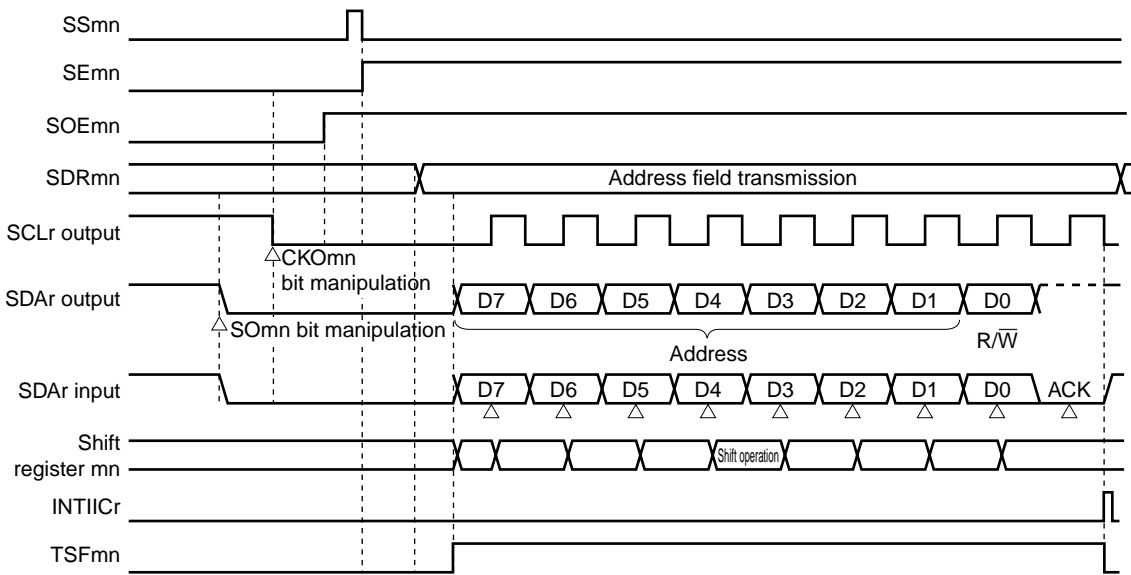 SSmn
SEmn
SOEmn
SDRmn
Address field transmission
SCLr output
CKOmn
bit manipulation
SDAr output
D7 D6 D5 D4 D3 D2 D1 D0
SOmn bit manipulation
R/W̅
Address
SDAr input
D7 D6 D5 D4 D3 D2 D1 D0 ACK
Shift
register mn
Shift operation
INTIICr
TSFmn